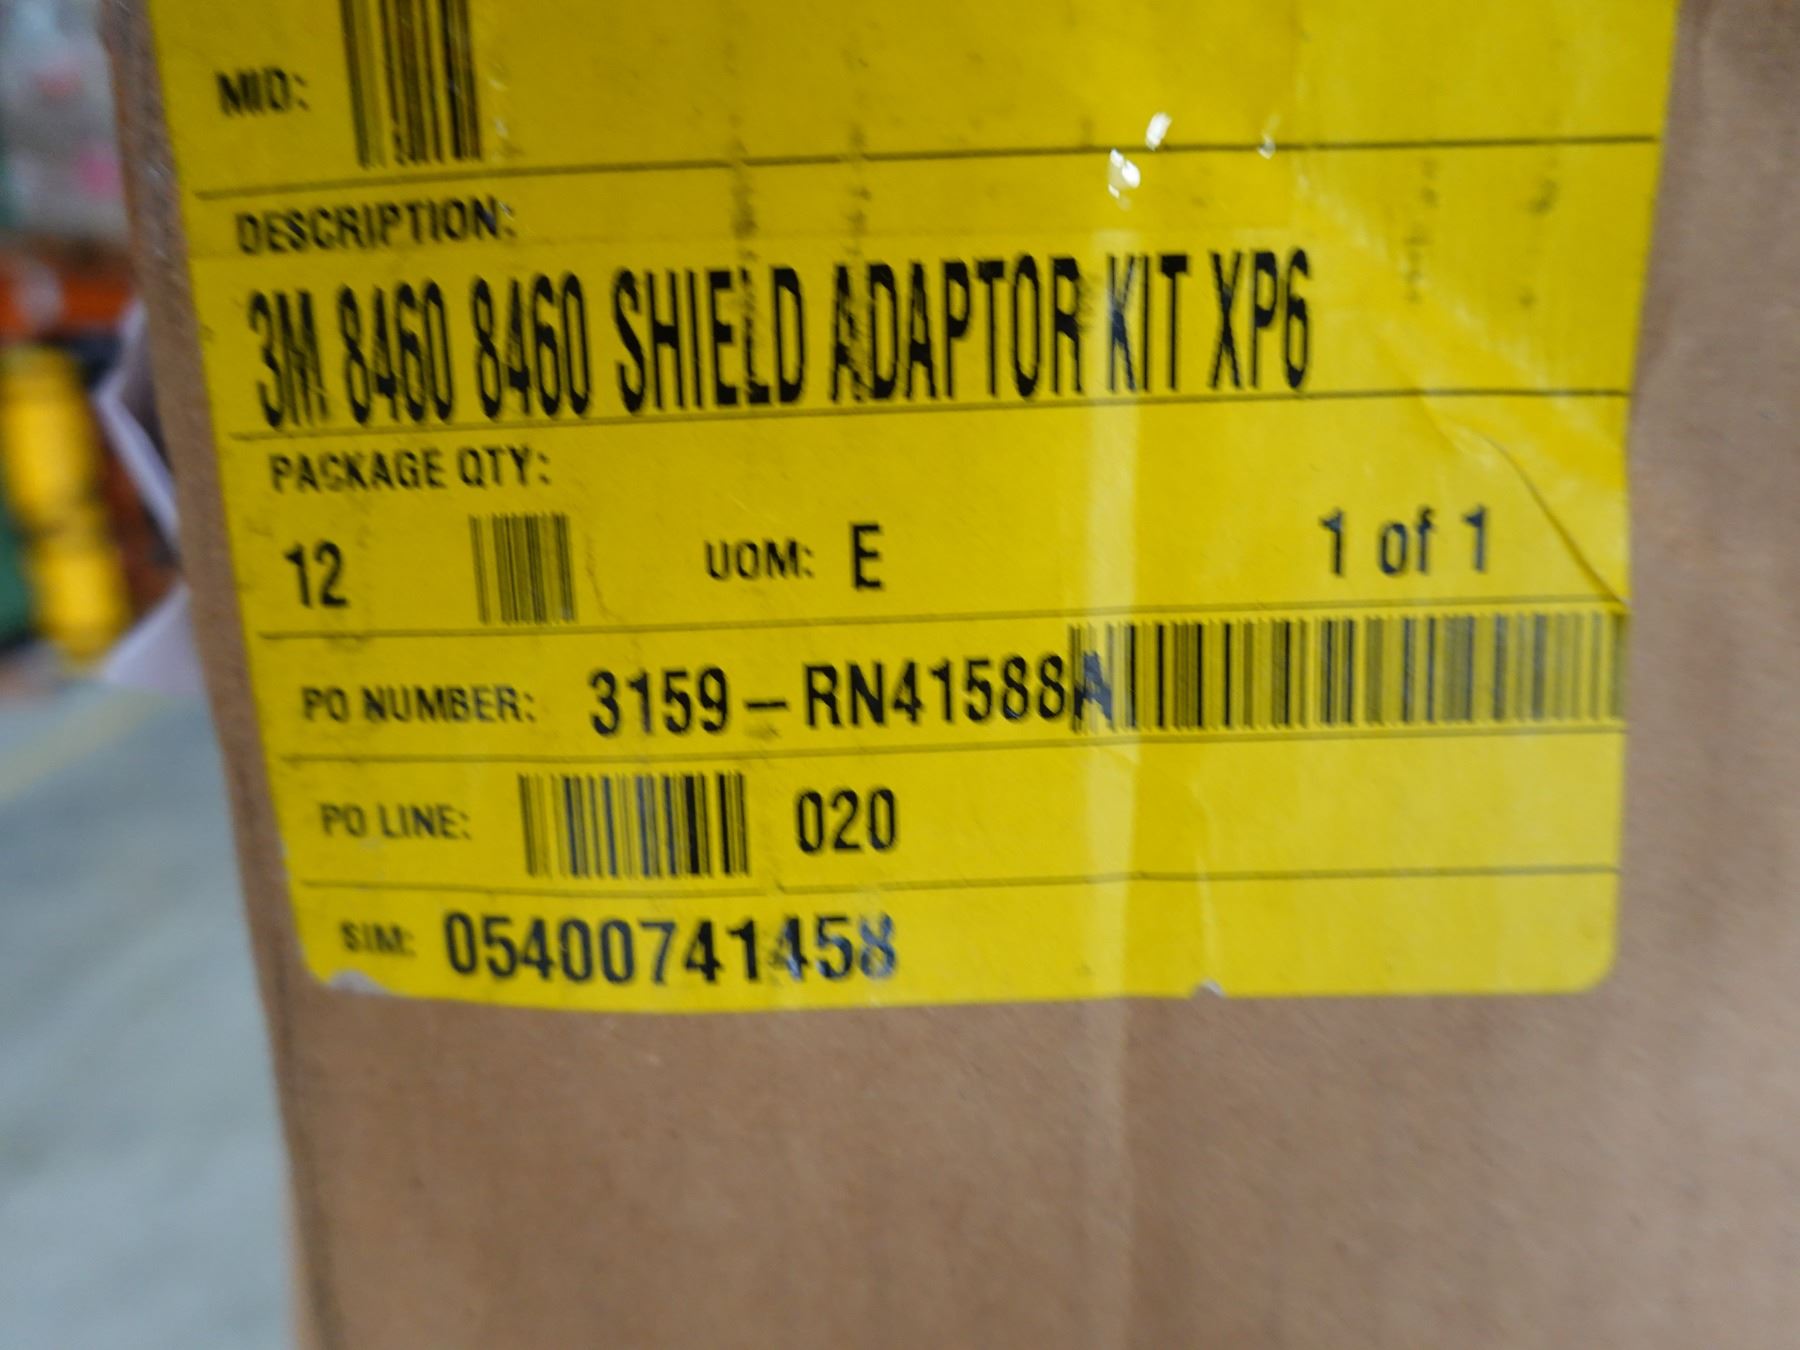 MID:
DESCRIPTION:
3M 8460 8460 SHIELD ADAPTOR KIT XP6
PACKAGE QTY:
12 UOM: E 1 of 1
PO NUMBER: 3159-RN41588A
PO LINE: 020
SIM: 05400741458